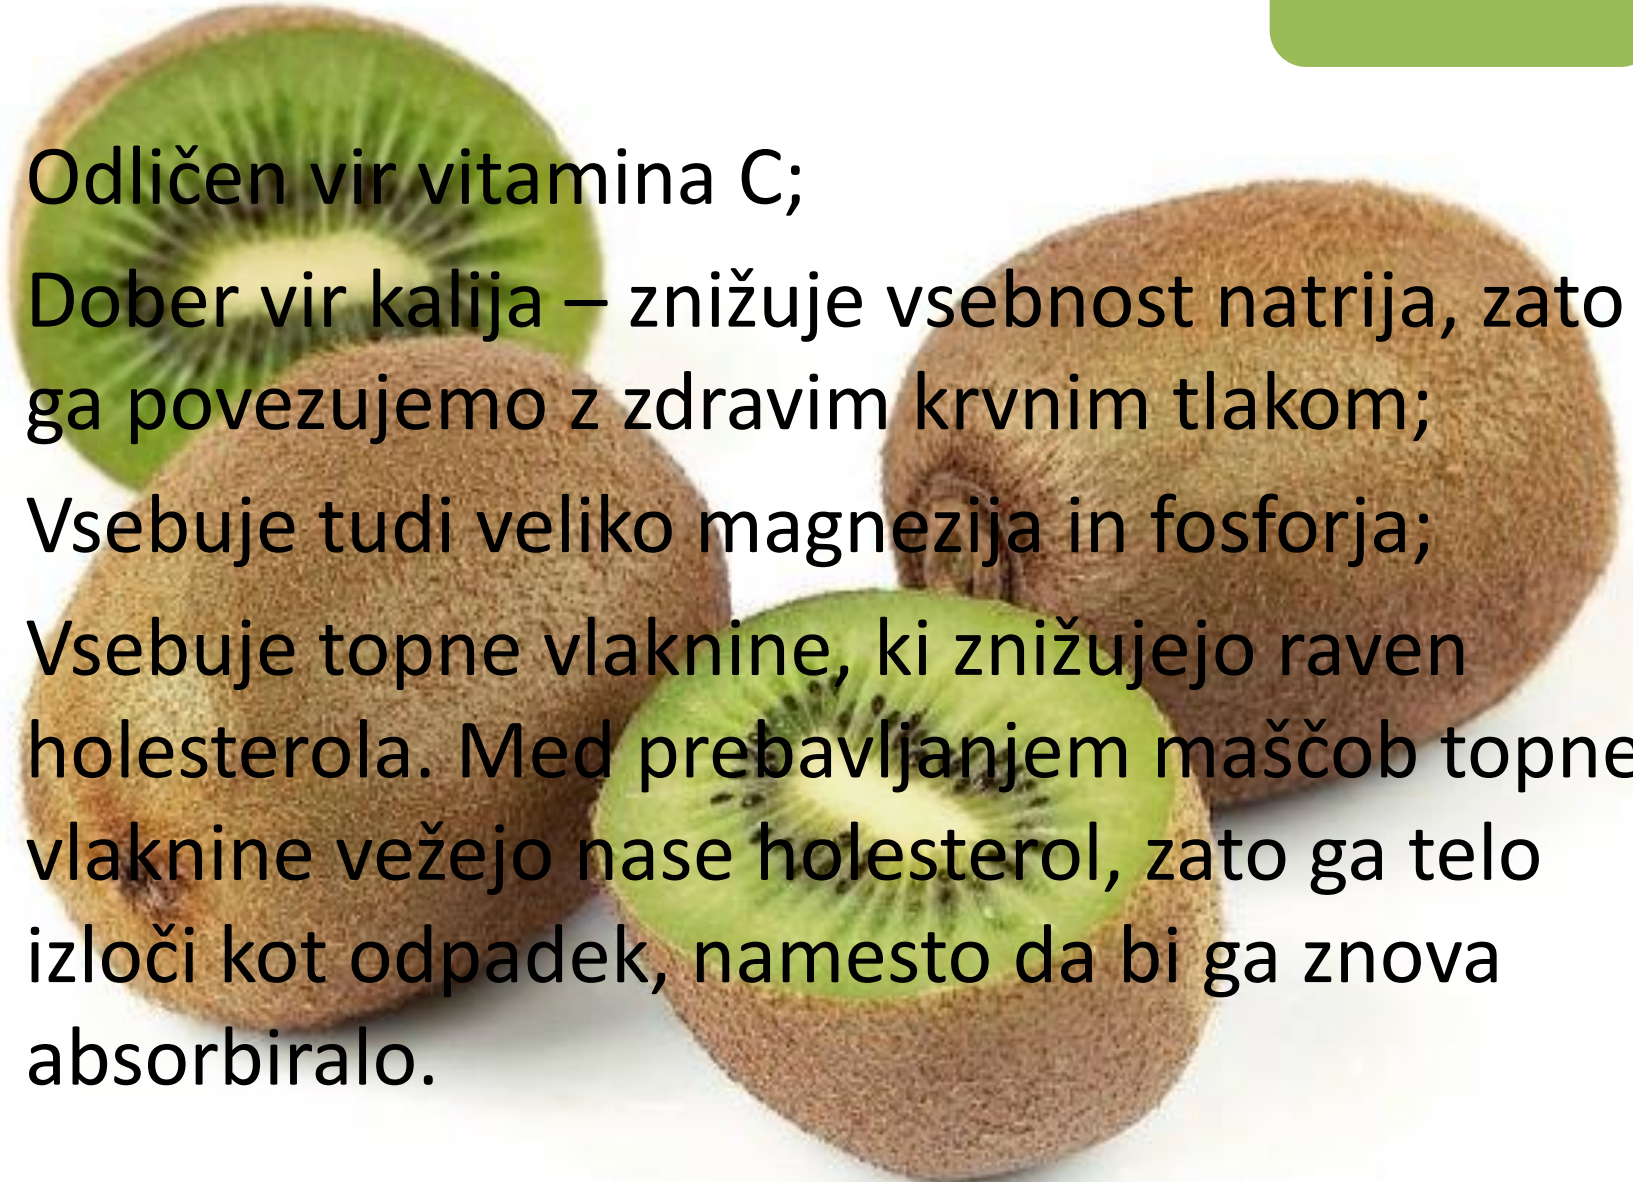 Odličen vir vitamina C;
Dober vir kalija – znižuje vsebnost natrija, zato
ga povezujemo z zdravim krvnim tlakom;
Vsebuje tudi veliko magnezija in fosforja;
Vsebuje topne vlaknine, ki znižujejo raven
holesterola. Med prebavljanjem maščob topne
vlaknine vežejo nase holesterol, zato ga telo
izloči kot odpadek, namesto da bi ga znova
absorbiralo.